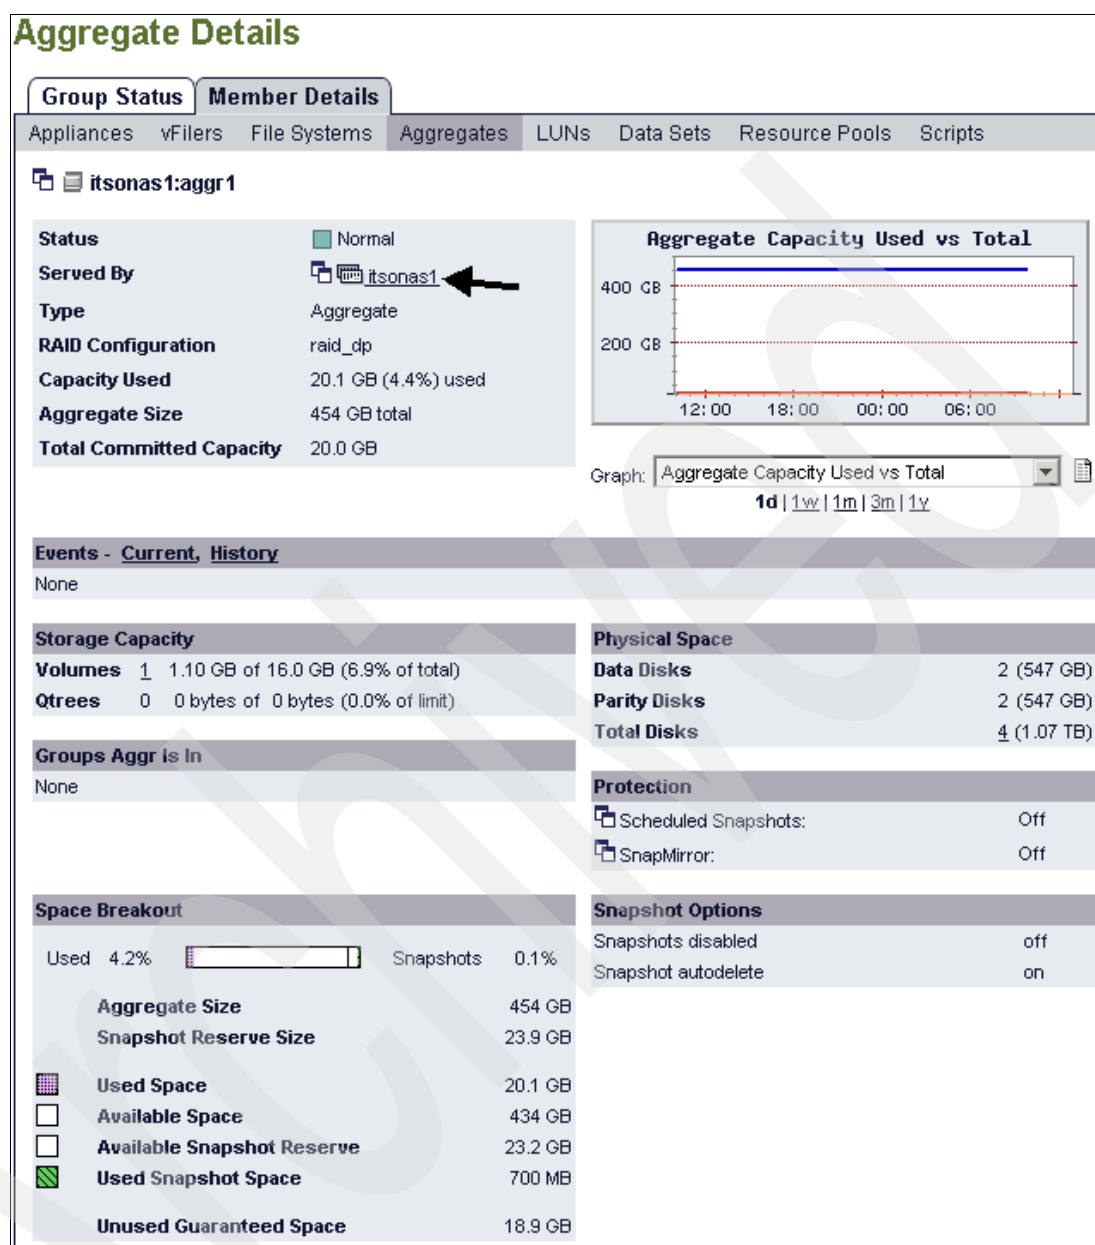 Aggregate Details
Group Status Member Details
Appliances vFilers File Systems Aggregates LUNs Data Sets Resource Pools Scripts
itsonas1:aggr1
Status Normal
Served By itsonas1
Type Aggregate
RAID Configuration raid_dp
Capacity Used 20.1 GB (4.4%) used
Aggregate Size 454 GB total
Total Committed Capacity 20.0 GB
Aggregate Capacity Used vs Total
400 GB
200 GB
12:00 18:00 00:00 06:00
Graph: Aggregate Capacity Used vs Total
1d | 1w | 1m | 3m | 1y
Events - Current, History
None
Storage Capacity
Volumes 1 1.10 GB of 16.0 GB (6.9% of total)
Qtrees 0 0 bytes of 0 bytes (0.0% of limit)
Groups Aggr Is In
None
Physical Space
Data Disks 2 (547 GB)
Parity Disks 2 (547 GB)
Total Disks 4 (1.07 TB)
Protection
Scheduled Snapshots: Off
SnapMirror: Off
Space Breakout
Used 4.2% Snapshots 0.1%
Aggregate Size 454 GB
Snapshot Reserve Size 23.9 GB
Used Space 20.1 GB
Available Space 434 GB
Available Snapshot Reserve 23.2 GB
Used Snapshot Space 700 MB
Unused Guaranteed Space 18.9 GB
Snapshot Options
Snapshots disabled off
Snapshot autodelete on